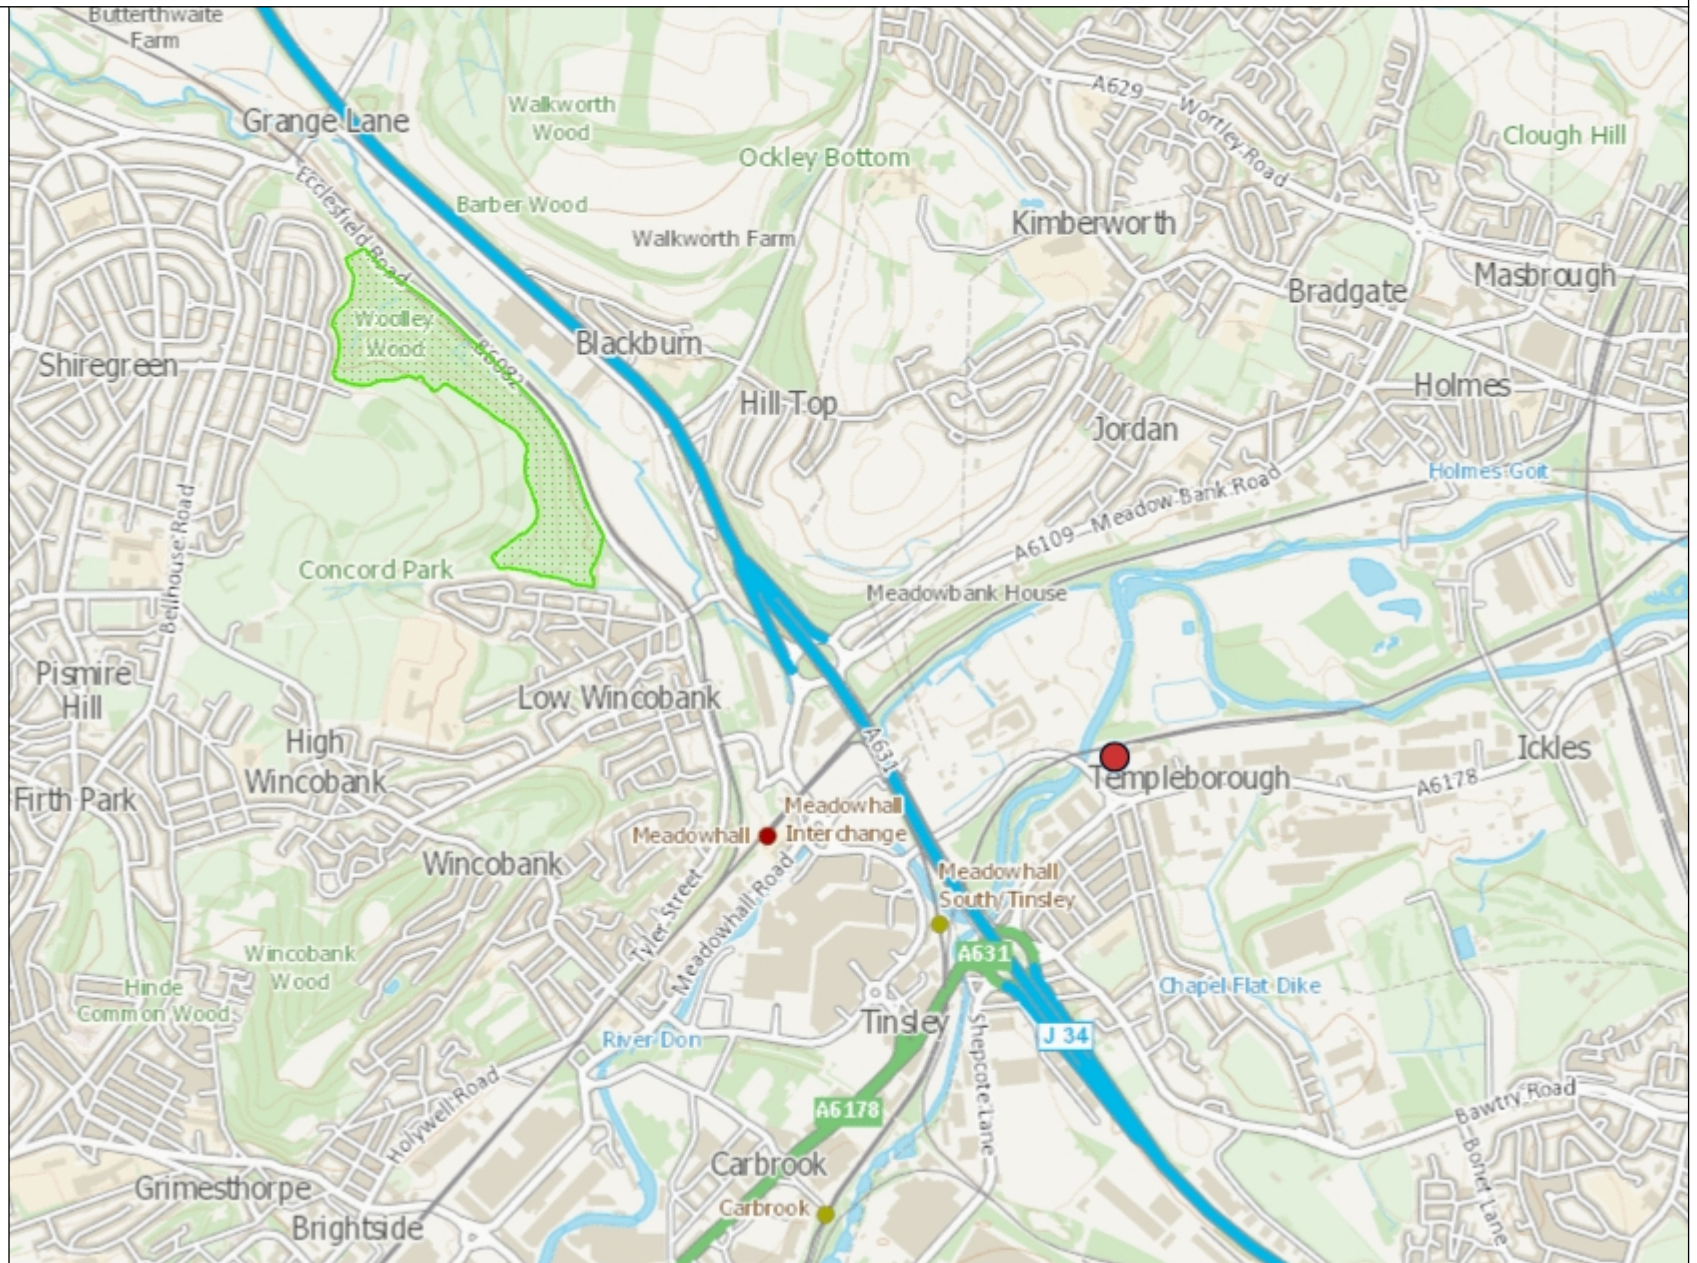 Butterthwaite
Farm
Grange Lane
Walkworth
Wood
A629
Wortley Road
Clough Hill
Ockley Bottom
Ecclesfield Road
Barber Wood
Walkworth Farm
Kimberworth
Bradgate
Masbrough
Woolley
Wood
B6082
Blackburn
Shiregreen
Hill Top
Holmes
Jordan
Holmes Goit
A6109
Meadow Bank Road
Bellhouse Road
Concord Park
Meadowbank House
Pismire
Hill
Low Wincobank
High
Wincobank
A631
Ickles
Templeborough
A6178
Firth Park
Meadowhall
Meadowhall
Interchange
Wincobank
Tyler Street
Meadowhall Road
Meadowhall
South/Tinsley
A631
Wincobank
Wood
Hinde
Common Wood
Chapel Flat Dike
Tinsley
J 34
River Don
Shepcote Lane
Holywell Road
A6178
Bawtry Road
Carbrook
Bonet Lane
Grimesthorpe
Carbrook
Brightside